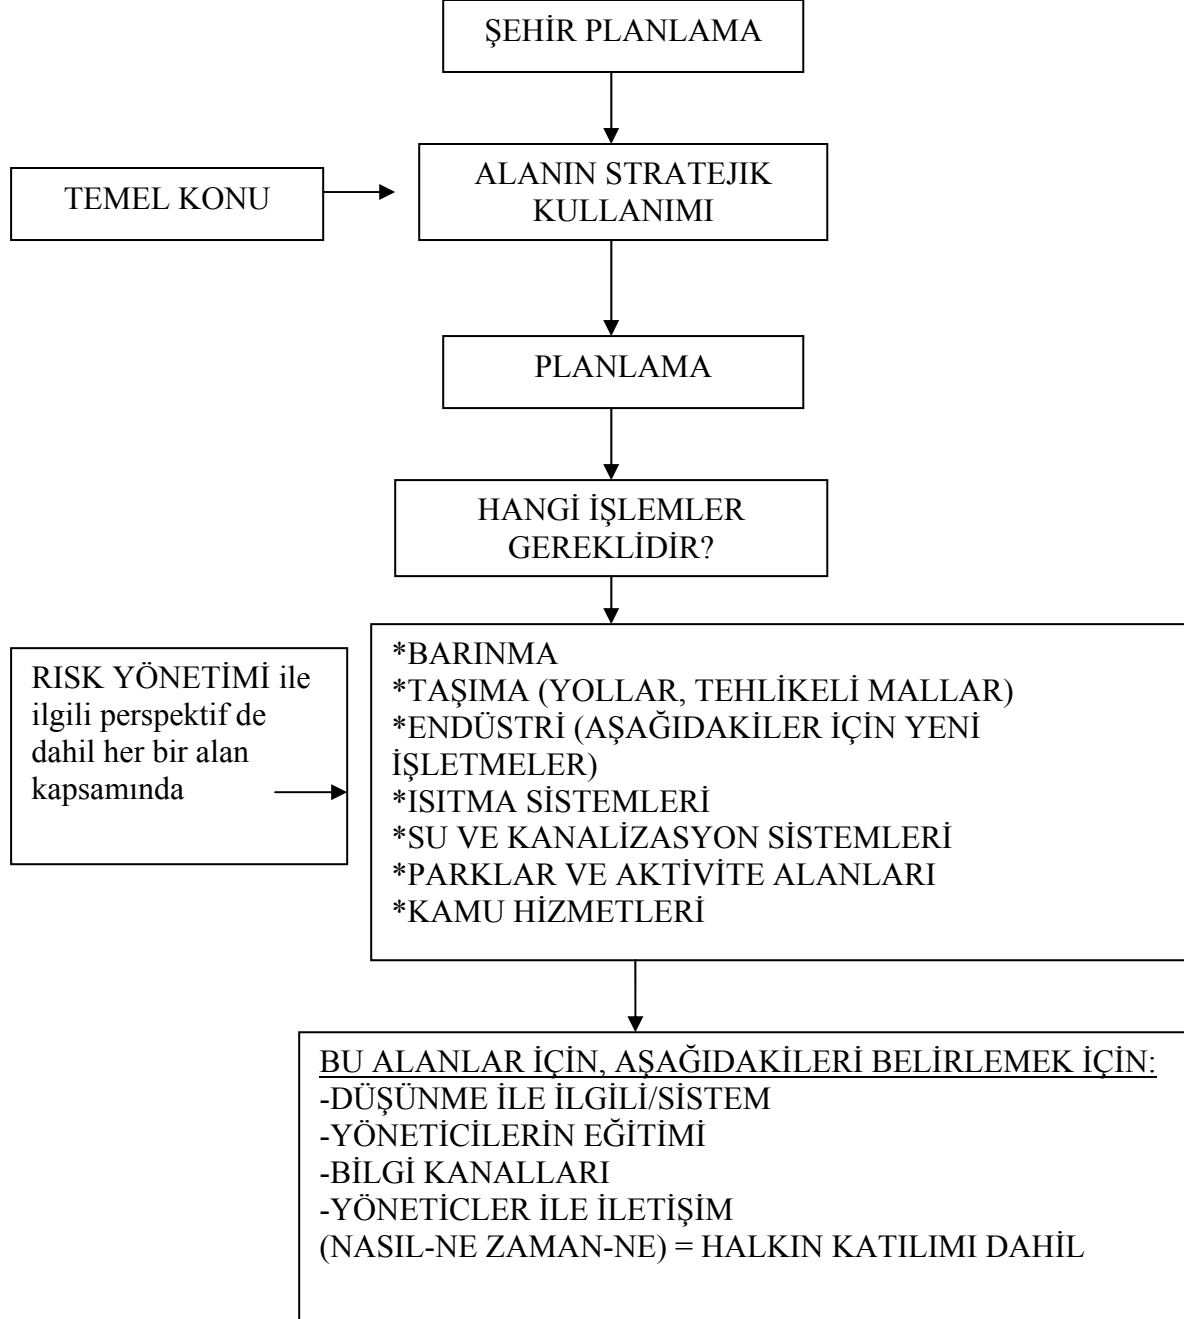 ŞEHİR PLANLAMA
TEMEL KONU
ALANIN STRATEJIK
KULLANIMI
PLANLAMA
HANGİ İŞLEMLER
GEREKLİDİR?
RISK YÖNETİMİ ile
ilgili perspektif de
dahil her bir alan
kapsamında
*BARINMA
*TAŞIMA (YOLLAR, TEHLİKELİ MALLAR)
*ENDÜSTRİ (AŞAĞIDAKİLER İÇİN YENİ
İŞLETMELER)
*ISITMA SİSTEMLERİ
*SU VE KANALİZASYON SİSTEMLERİ
*PARKLAR VE AKTİVİTE ALANLARI
*KAMU HİZMETLERİ
BU ALANLAR İÇİN, AŞAĞIDAKİLERİ BELİRLEMEK İÇİN:
-DÜŞÜNME İLE İLGİLİ/SİSTEM
-YÖNETİCİLERİN EĞİTİMİ
-BİLGİ KANALLARI
-YÖNETİCLER İLE İLETİŞİM
(NASIL-NE ZAMAN-NE) = HALKIN KATILIMI DAHİL